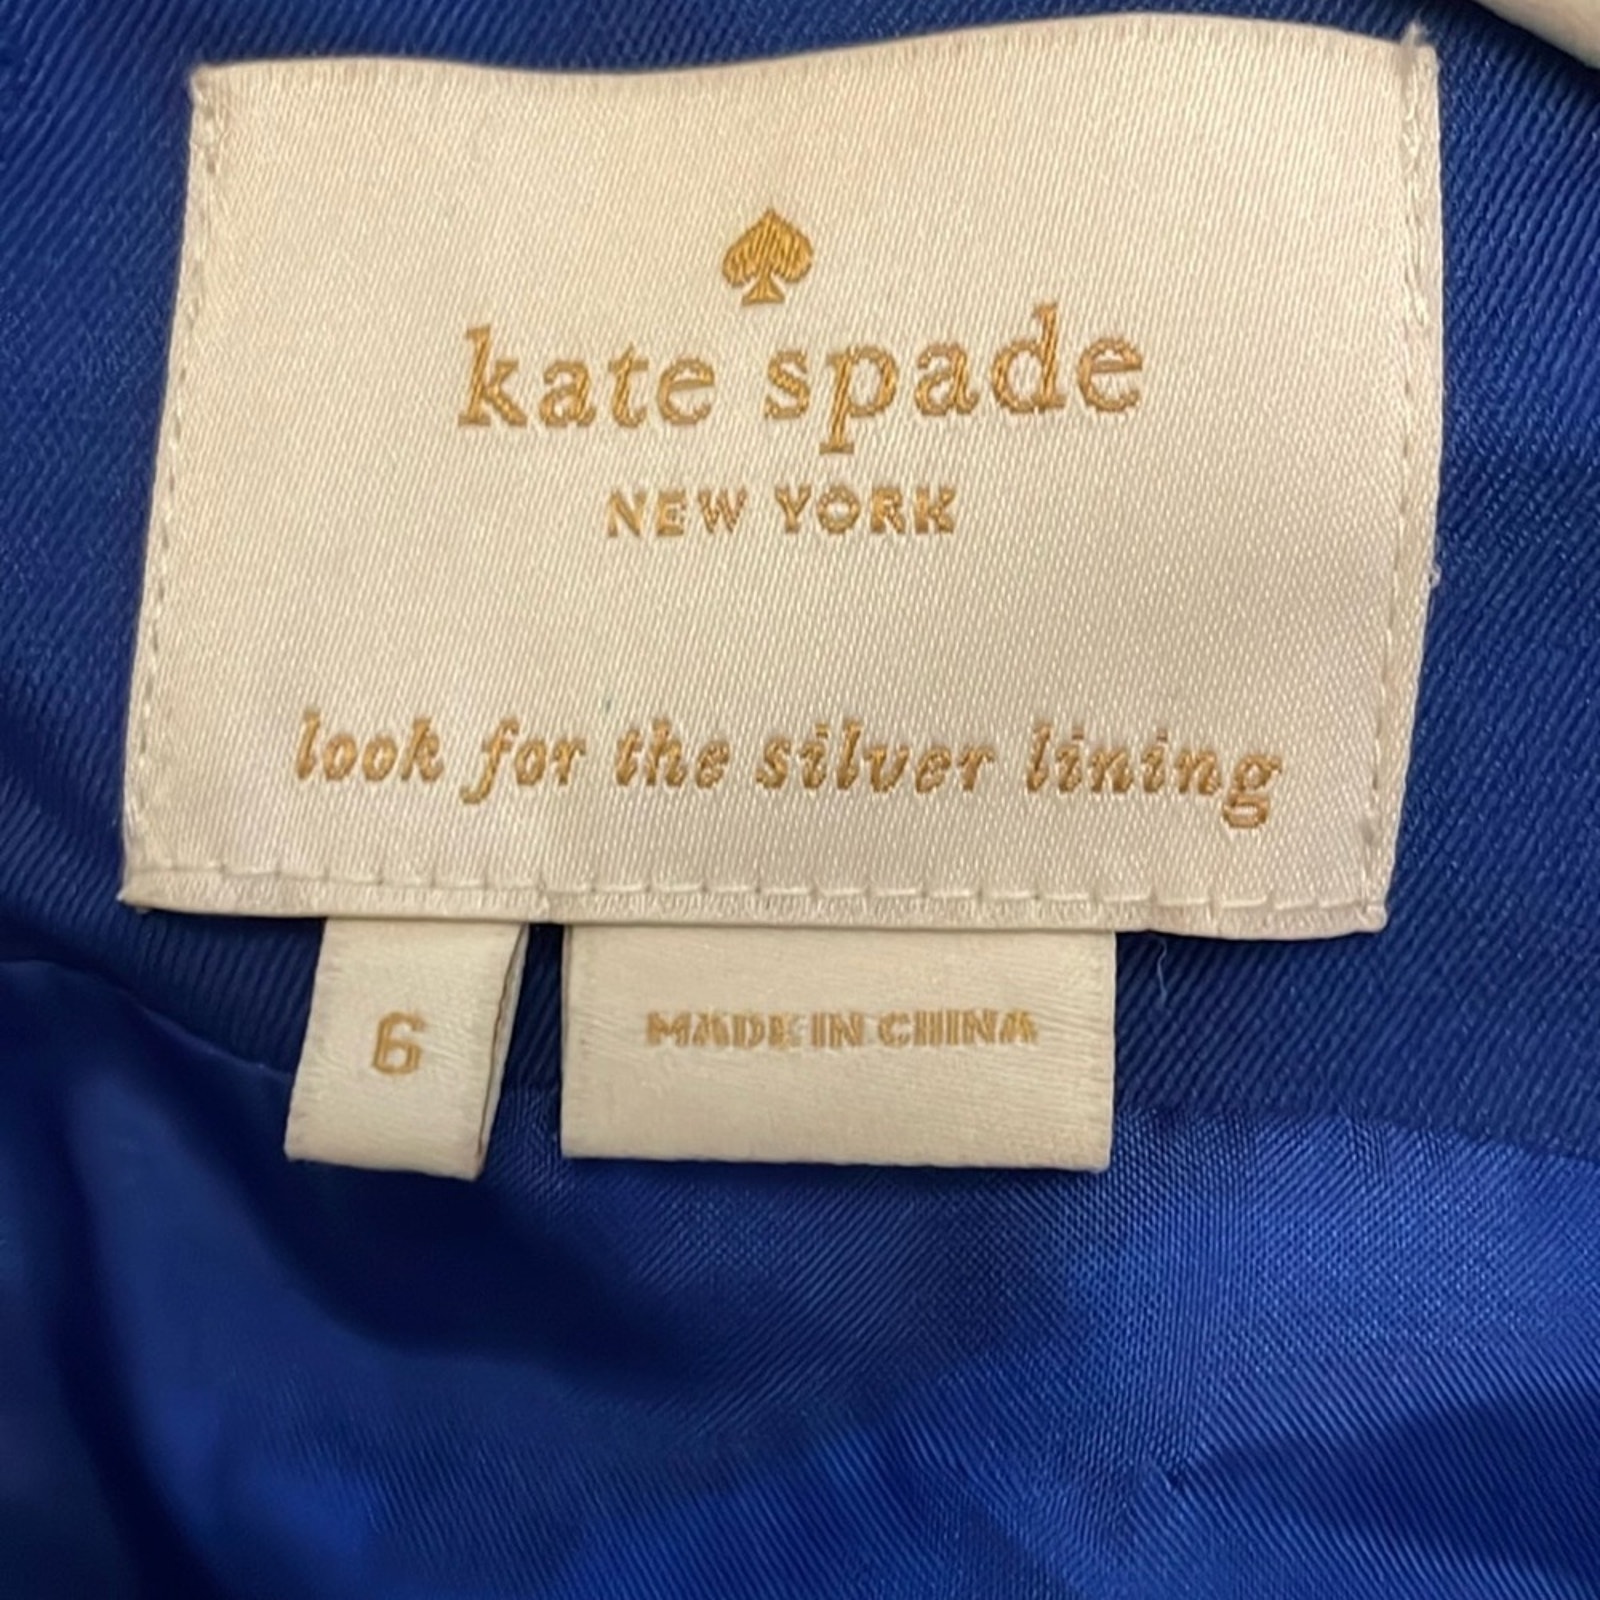 kate spade
NEW YORK
look for the silver lining
6
MADE IN CHINA